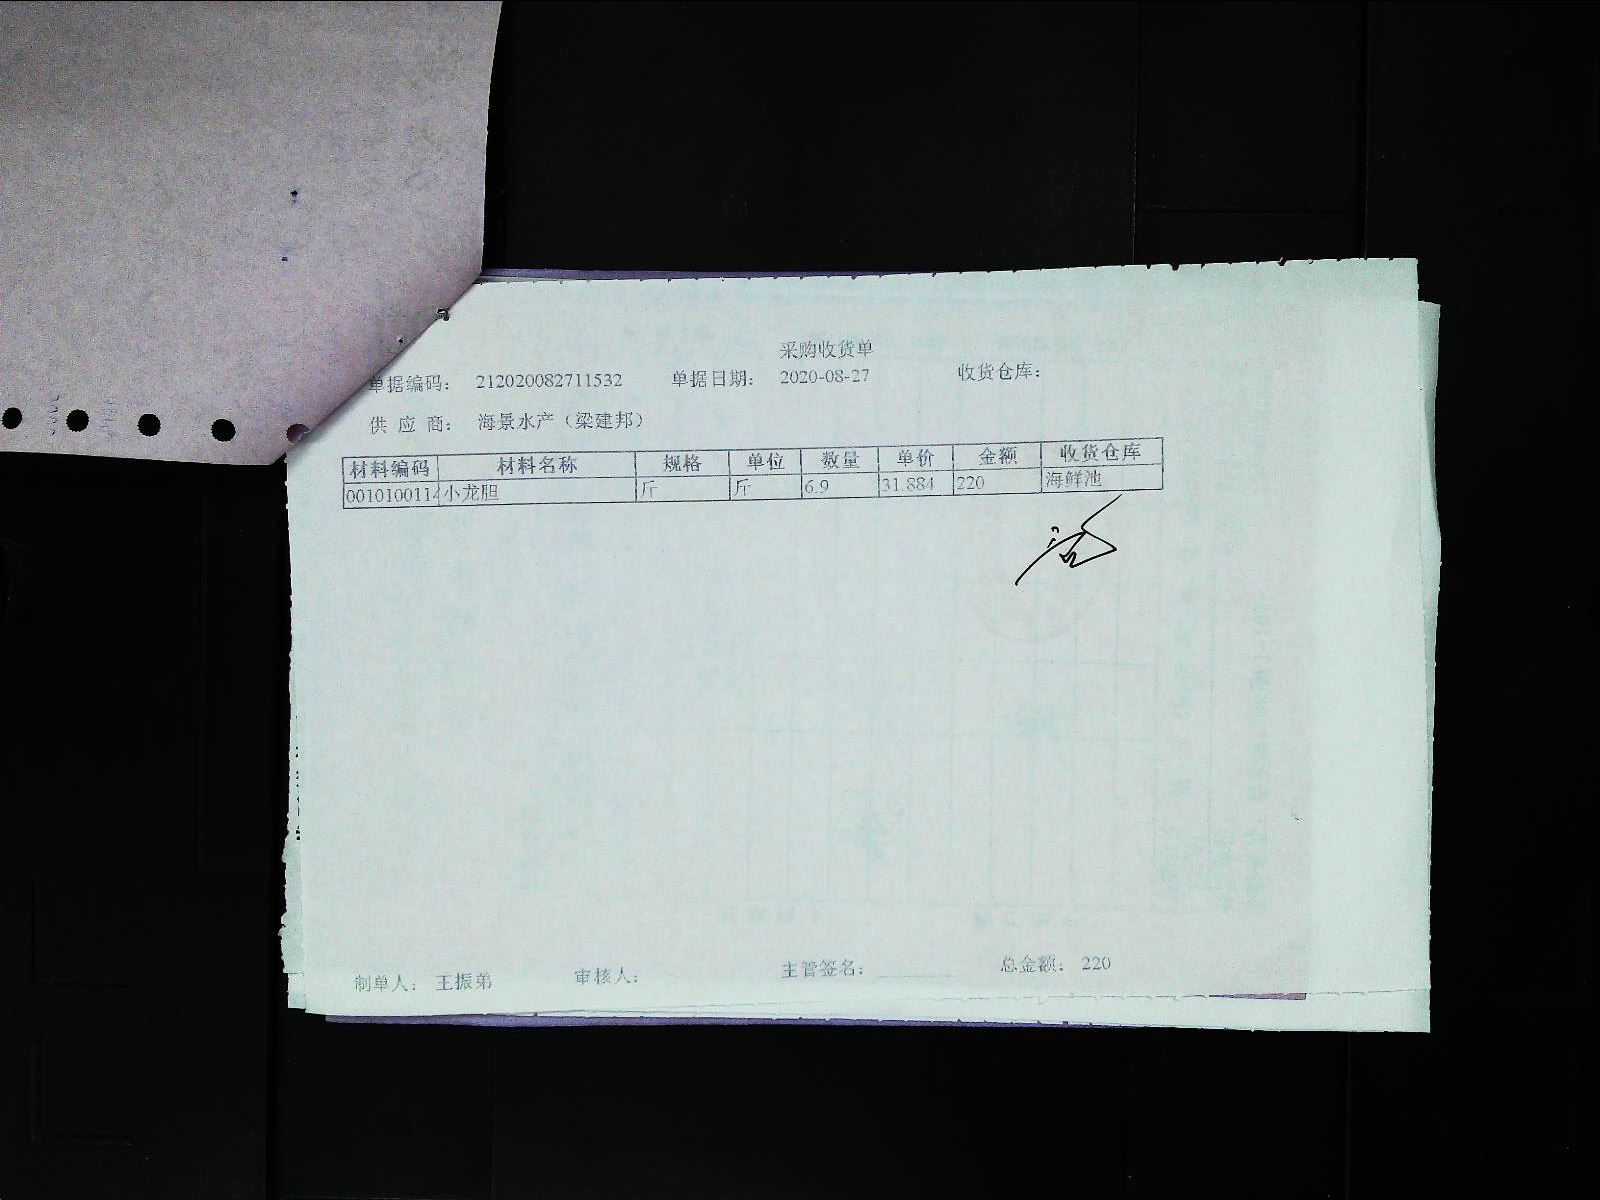 采购收货单
单据编码： 212020082711532 单据日期： 2020-08-27 收货仓库：
供 应 商： 海景水产（梁建邦）
材料编码 材料名称 规格 单位 数量 单价 金额 收货仓库
0010100114 小龙胆 斤 斤 6.9 31.884 220 海鲜池
制单人： 王振弟 审核人： 主管签名： ________ 总金额： 220